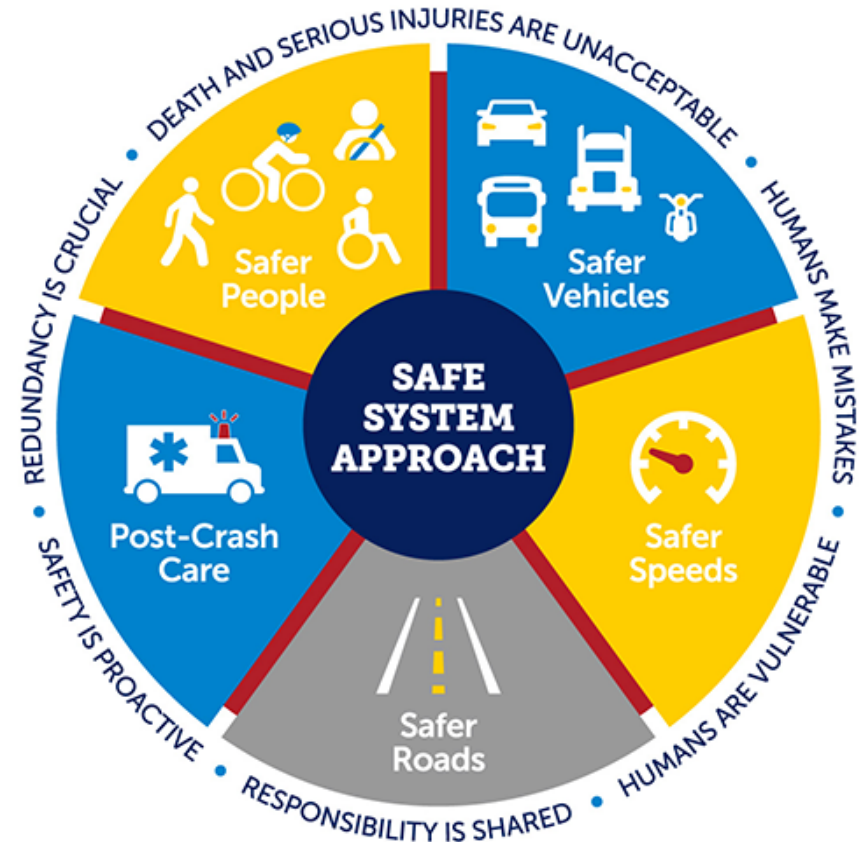 DEATH AND SERIOUS INJURIES ARE UNACCEPTABLE
HUMANS MAKE MISTAKES
HUMANS ARE VULNERABLE
RESPONSIBILITY IS SHARED
SAFETY IS PROACTIVE
REDUNDANCY IS CRUCIAL
Safer
People
Safer
Vehicles
SAFE
SYSTEM
APPROACH
Safer
Speeds
Safer
Roads
Post-Crash
Care